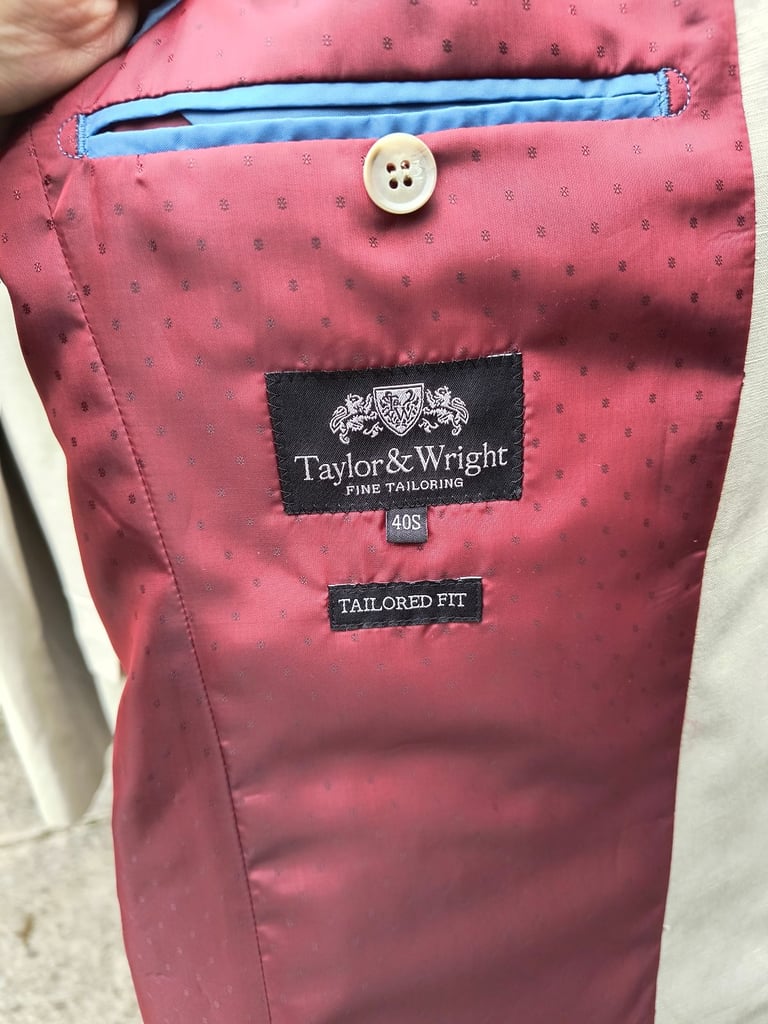 Taylor & Wright
FINE TAILORING
40S
TAILORED FIT